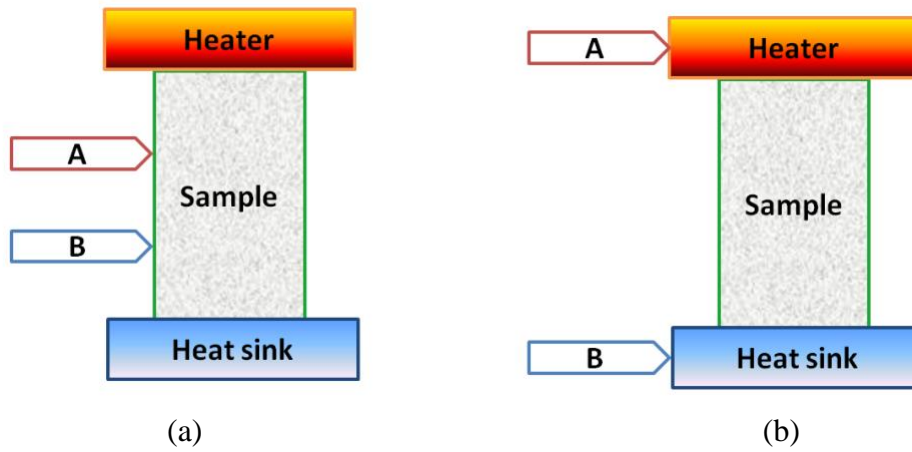 Heater
A
Sample
B
Heat sink
(a)
A
Heater
Sample
B
Heat sink
(b)